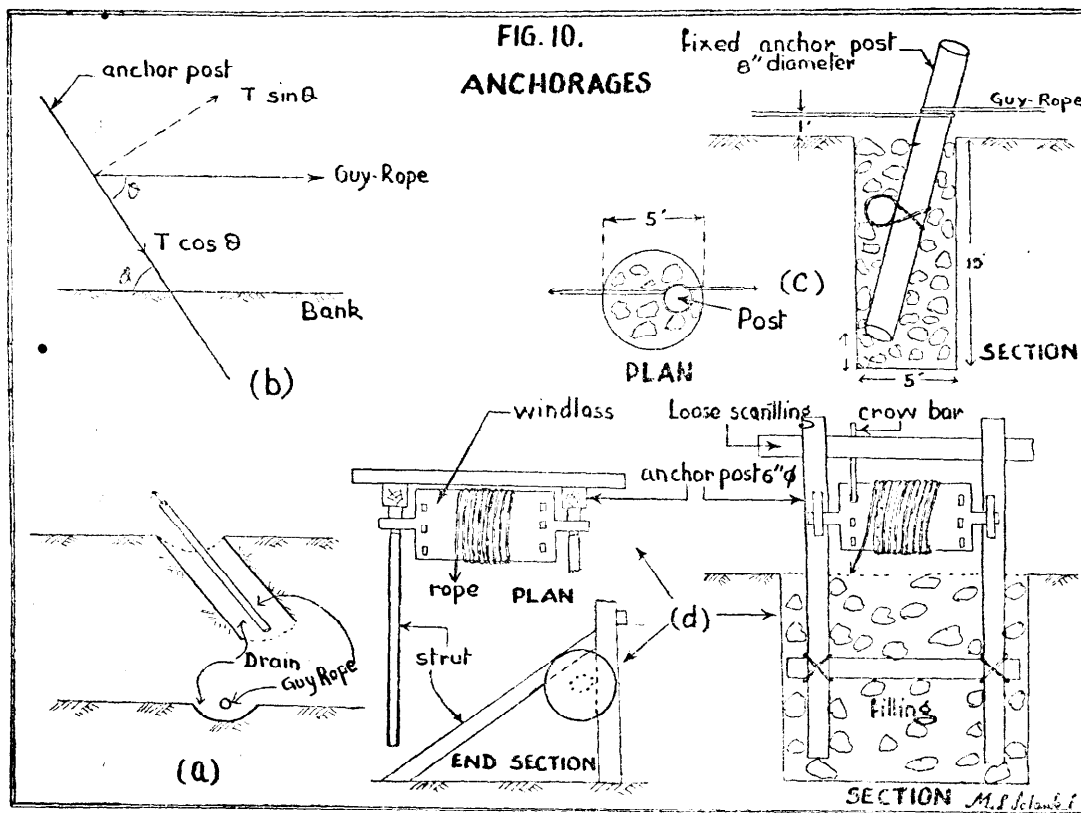 FIG. 10.
ANCHORAGES
anchor post
T sinθ
Guy-Rope
θ
T cos θ
θ
Bank
(b)
fixed anchor post
8" diameter
Guy-Rope
1'
5'
Post
PLAN
(c)
10'
5'
SECTION
windlass
Loose scantling
crow bar
anchor post 6"φ
rope
PLAN
(d)
strut
END SECTION
Drain
Guy Rope
(a)
filling
SECTION